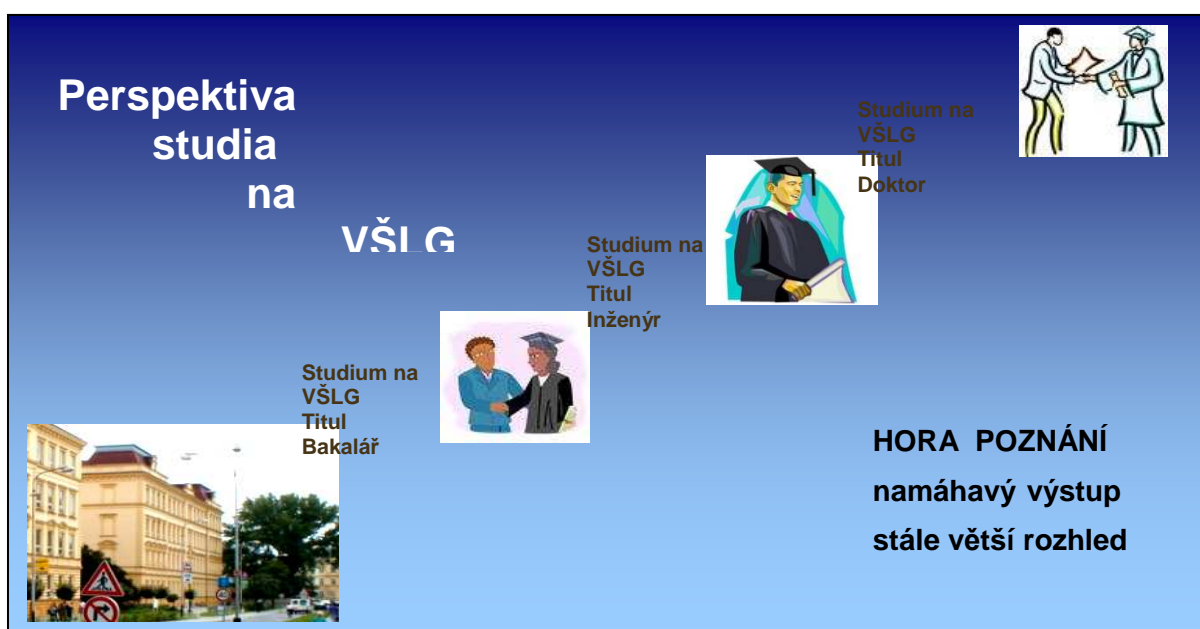 Perspektiva
studia
na
VŠLG
Studium na
VŠLG
Titul
Bakalář
Studium na
VŠLG
Titul
Inženýr
Studium na
VŠLG
Titul
Doktor
HORA POZNÁNÍ
namáhavý výstup
stále větší rozhled